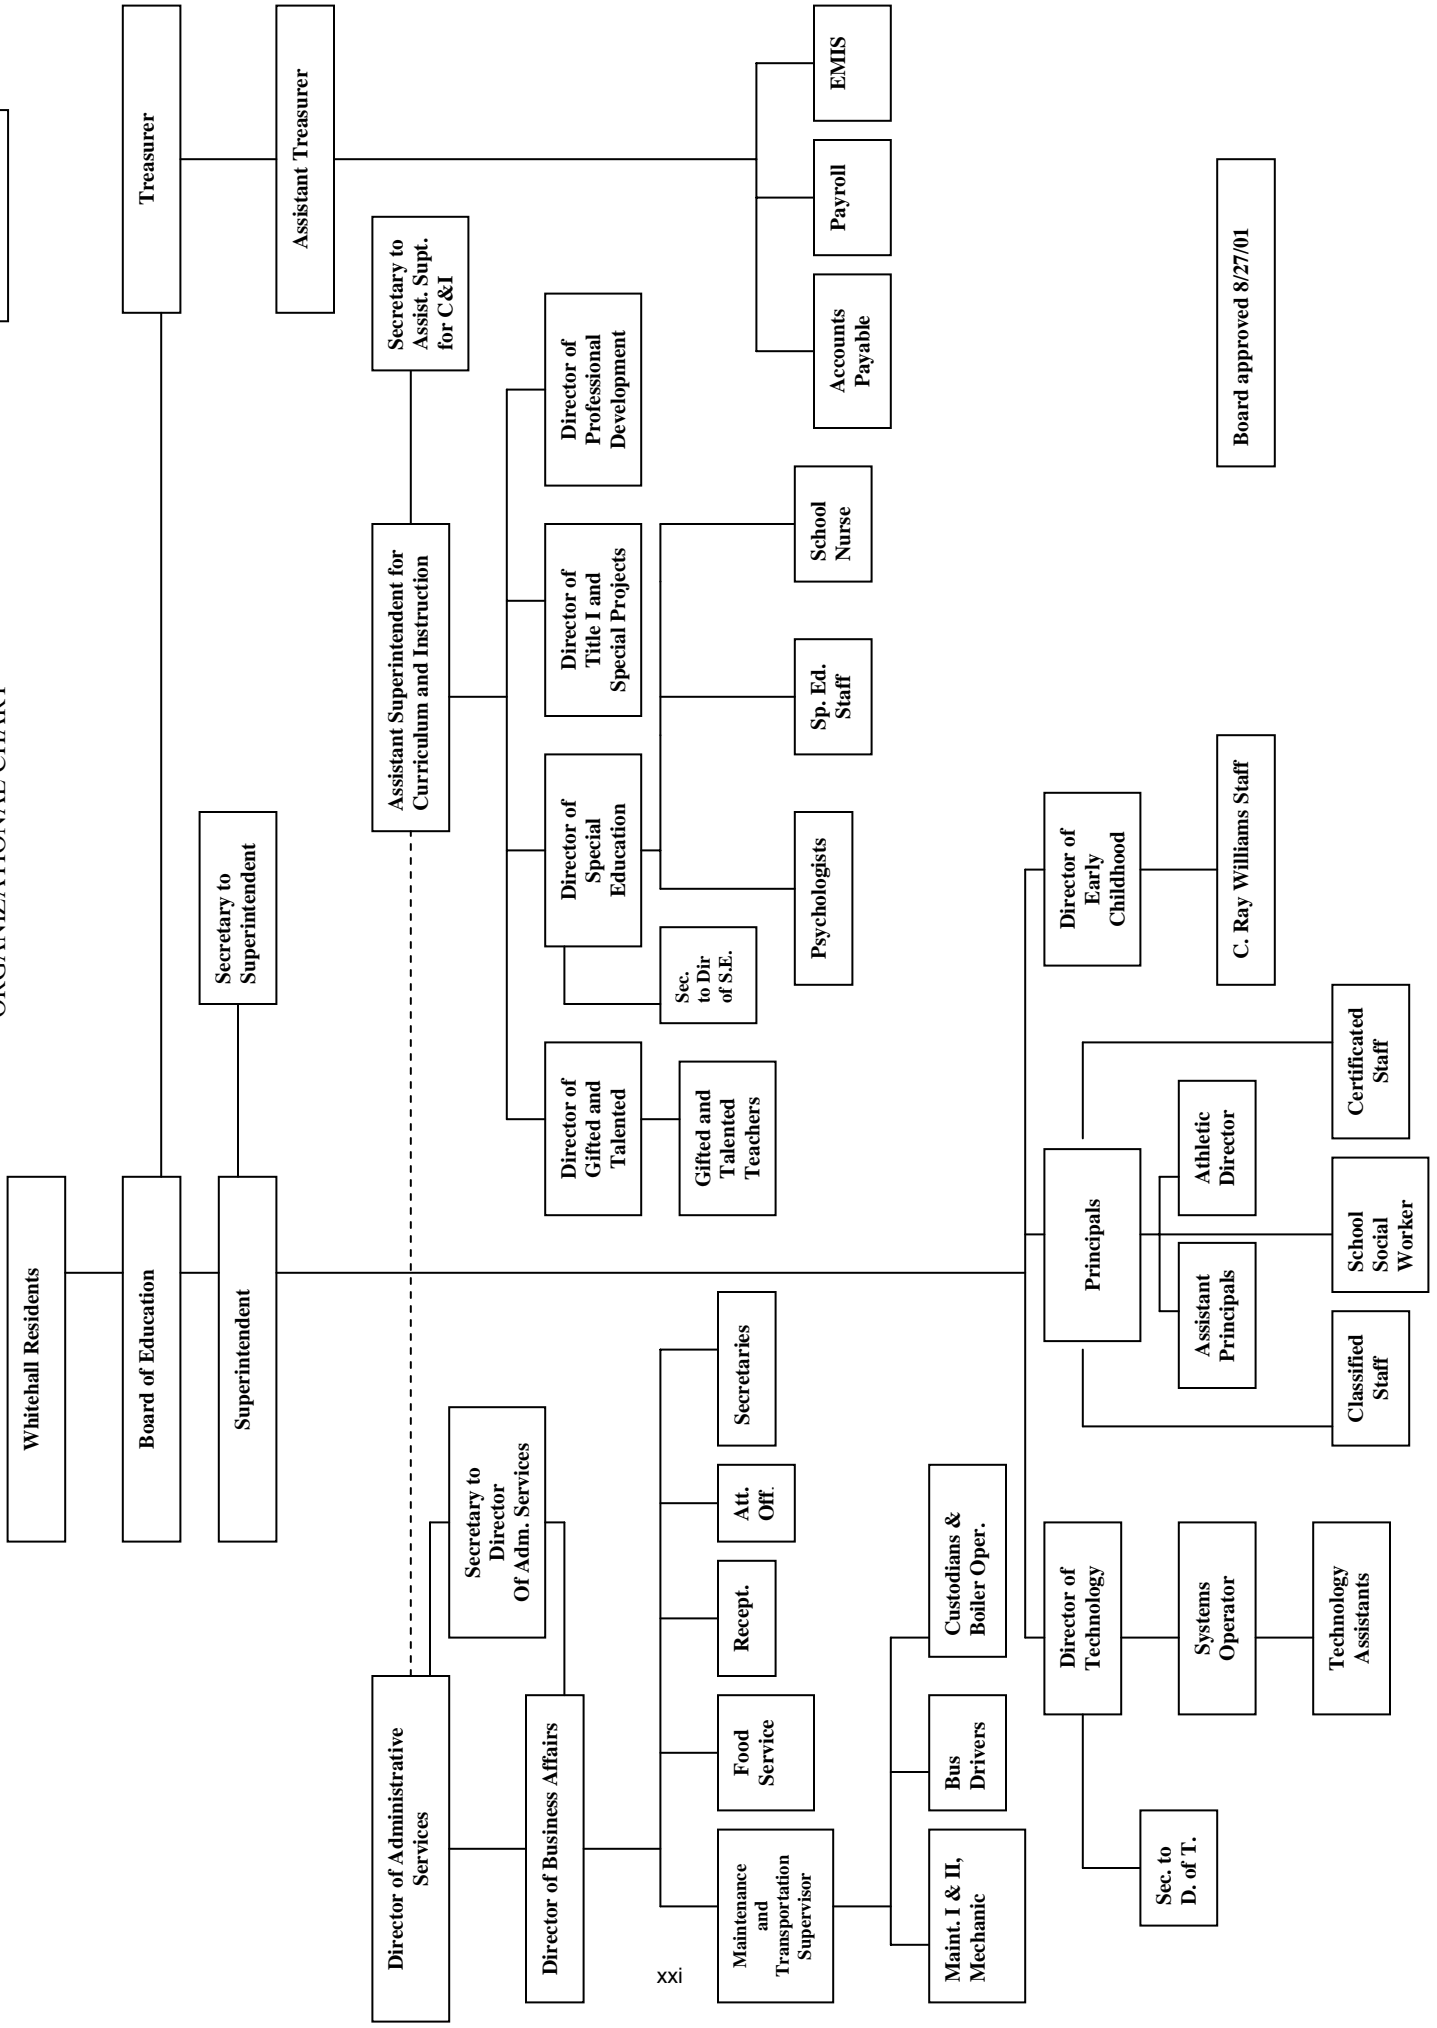 ORGANIZATIONAL CHART
Whitehall Residents
Board of Education
Treasurer
Superintendent
Secretary to
Superintendent
Assistant Treasurer
Director of Administrative
Services
Assistant Superintendent for
Curriculum and Instruction
Secretary to
Assist. Supt.
for C&I
Secretary to
Director
Of Adm. Services
Director of Business Affairs
Director of
Gifted and
Talented
Director of
Special
Education
Director of
Title I and
Special Projects
Director of
Professional
Development
Sec.
to Dir
of S.E.
Gifted and
Talented
Teachers
Maintenance
and
Transportation
Supervisor
Food
Service
Recept.
Att.
Off.
Secretaries
Psychologists
Sp. Ed.
Staff
School
Nurse
Accounts
Payable
Payroll
EMIS
Maint. I & II,
Mechanic
Bus
Drivers
Custodians &
Boiler Oper.
Director of
Technology
Principals
Director of
Early
Childhood
Sec. to
D. of T.
Systems
Operator
Assistant
Principals
Athletic
Director
C. Ray Williams Staff
Board approved 8/27/01
Technology
Assistants
Classified
Staff
School
Social
Worker
Certificated
Staff
xxi